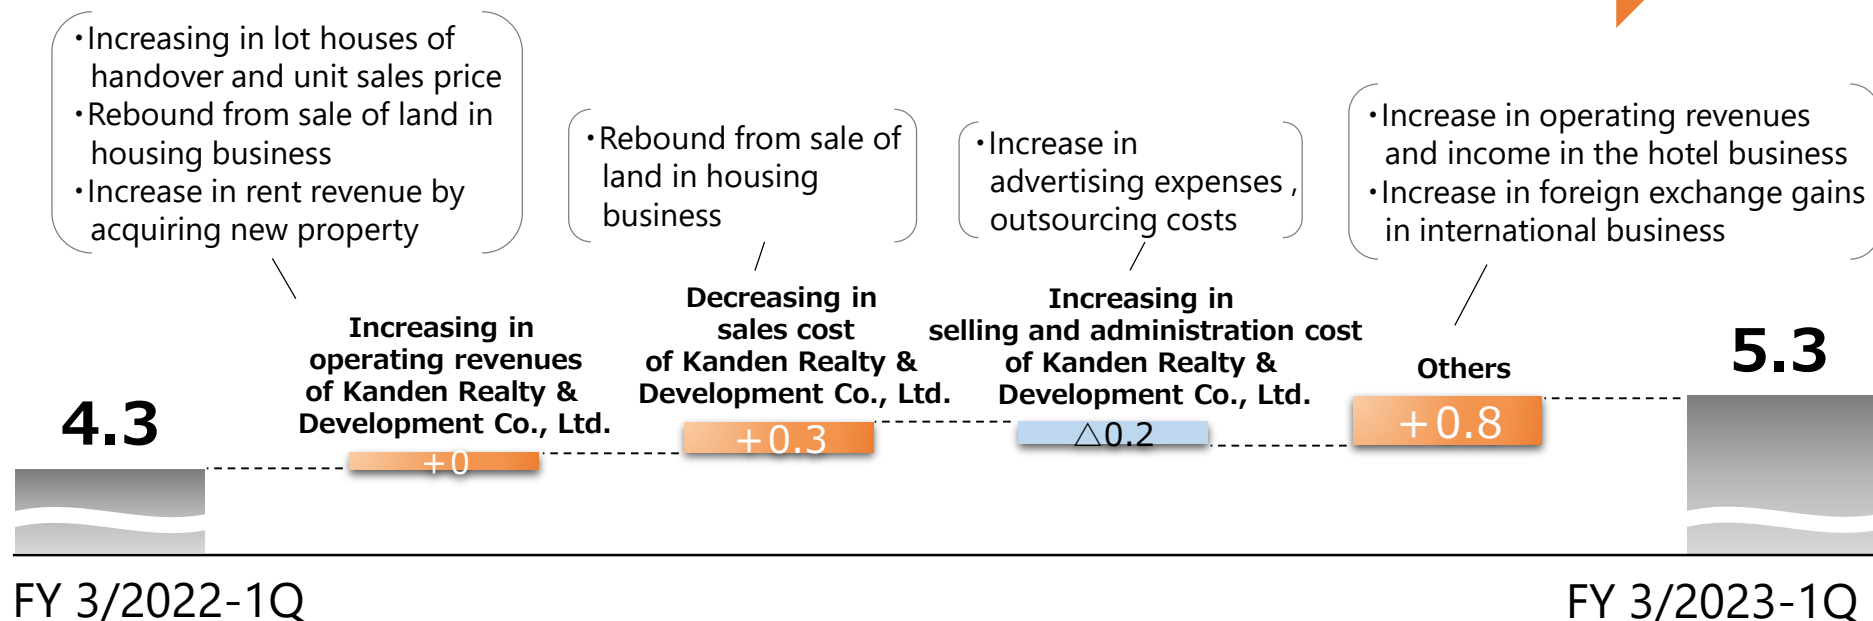 ・Increasing in lot houses of
handover and unit sales price
・Rebound from sale of land in
housing business
・Increase in rent revenue by
acquiring new property
・Rebound from sale of
land in housing
business
・Increase in
advertising expenses ,
outsourcing costs
・Increase in operating revenues
and income in the hotel business
・Increase in foreign exchange gains
in international business
4.3
Increasing in
operating revenues
of Kanden Realty &
Development Co., Ltd.
+0
Decreasing in
sales cost
of Kanden Realty &
Development Co., Ltd.
+0.3
Increasing in
selling and administration cost
of Kanden Realty &
Development Co., Ltd.
△0.2
Others
+0.8
5.3
FY 3/2022-1Q
FY 3/2023-1Q